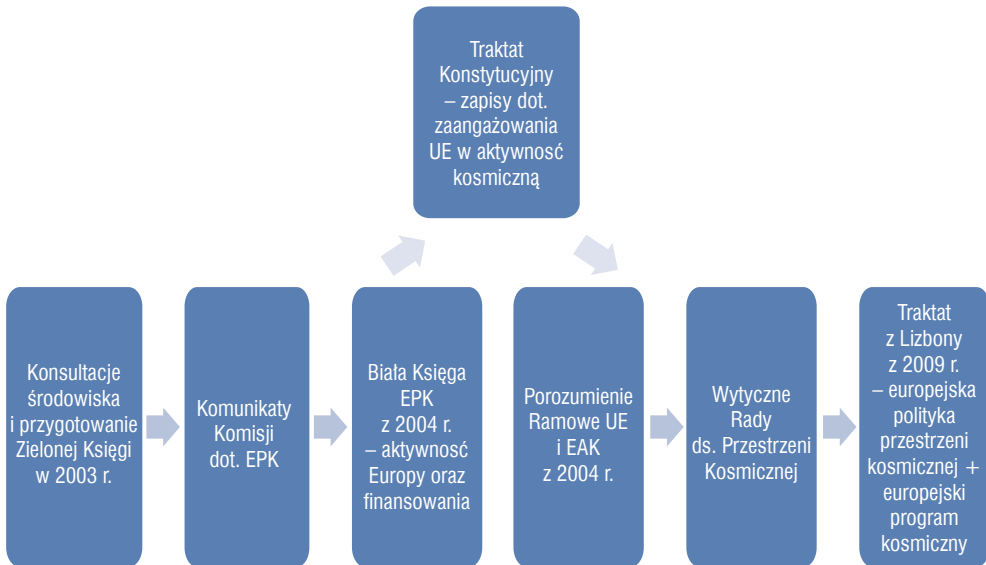 Traktat
Konstytucyjny
– zapisy dot.
zaangażowania
UE w aktywnosć
kosmiczną
Konsultacje
środowiska
i przygotowanie
Zielonej Księgi
w 2003 r.
Komunikaty
Komisji
dot. EPK
Biała Księga
EPK
z 2004 r.
– aktywnosć
Europy oraz
finansowania
Porozumienie
Ramowe UE
i EAK
z 2004 r.
Wytyczne
Rady
ds. Przestrzeni
Kosmicznej
Traktat
z Lizbony
z 2009 r.
– europejska
polityka
przestrzeni
kosmicznej +
europejski
program
kosmiczny